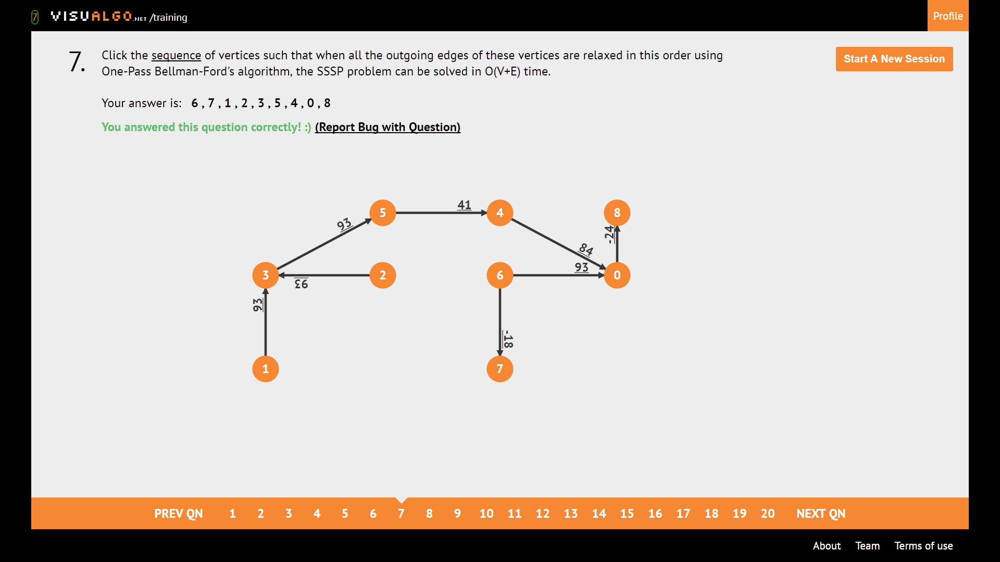 7 VISUALGO.NET /training
Profile
7. Click the sequence of vertices such that when all the outgoing edges of these vertices are relaxed in this order using
One-Pass Bellman-Ford's algorithm, the SSSP problem can be solved in O(V+E) time.
Start A New Session
Your answer is: 6 , 7 , 1 , 2 , 3 , 5 , 4 , 0 , 8
You answered this question correctly! :) (Report Bug with Question)
5 41 4 8
93
-24
84
3 93 2 6 93 0
93
-18
1 7
PREV QN 1 2 3 4 5 6 7 8 9 10 11 12 13 14 15 16 17 18 19 20 NEXT QN
About Team Terms of use